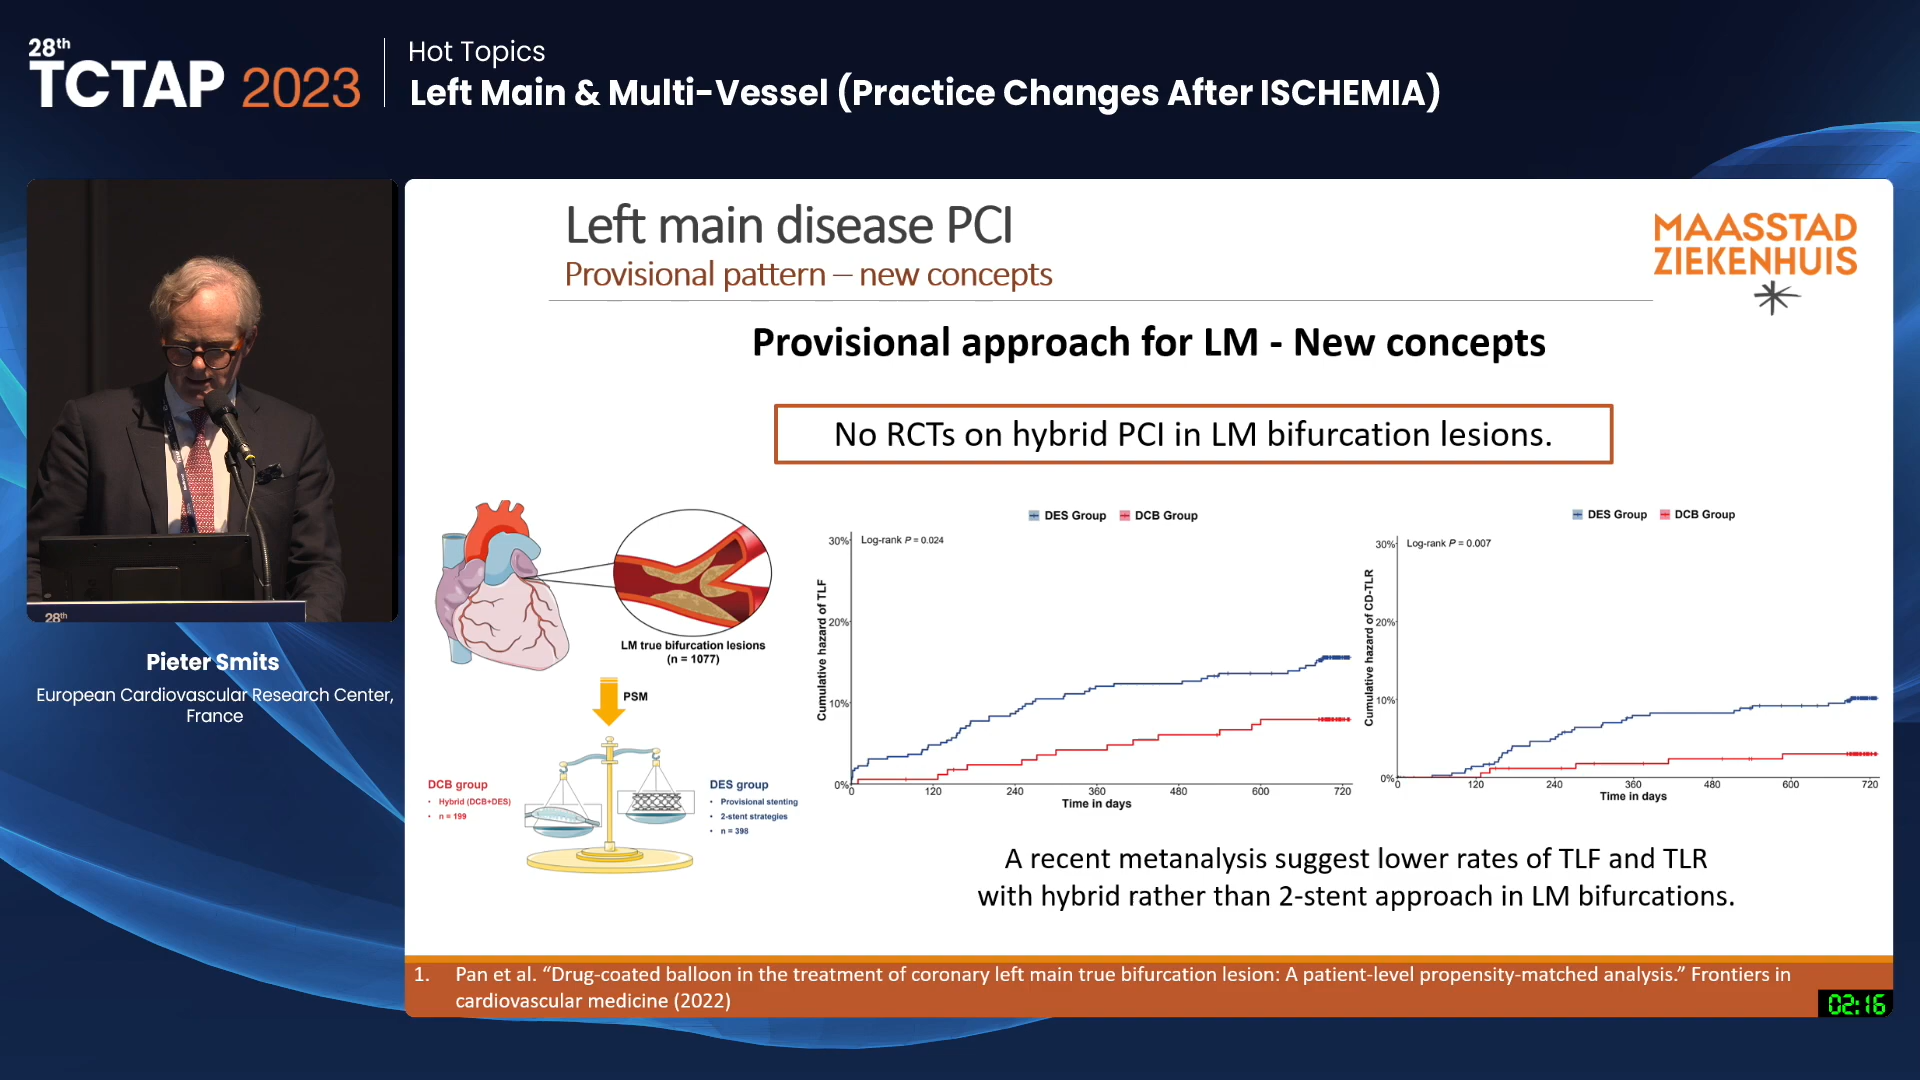 28th
TCTAP 2023
Hot Topics
Left Main & Multi-Vessel (Practice Changes After ISCHEMIA)
28th
Pieter Smits
European Cardiovascular Research Center,
France
Left main disease PCI
Provisional pattern – new concepts
MAASSTAD
ZIEKENHUIS
Provisional approach for LM - New concepts
No RCTs on hybrid PCI in LM bifurcation lesions.
LM true bifurcation lesions
(n = 1077)
PSM
DCB group
• Hybrid (DCB+DES)
• n = 199
DES group
• Provisional stenting
• 2-stent strategies
• n = 398
DES Group DCB Group
Log-rank P = 0.024
Cumulative hazard of TLF
30%
20%
10%
0%
0 120 240 360 480 600 720
Time in days
DES Group DCB Group
Log-rank P = 0.007
Cumulative hazard of CD-TLR
30%
20%
10%
0%
0 120 240 360 480 600 720
Time in days
A recent metanalysis suggest lower rates of TLF and TLR
with hybrid rather than 2-stent approach in LM bifurcations.
1. Pan et al. “Drug-coated balloon in the treatment of coronary left main true bifurcation lesion: A patient-level propensity-matched analysis.” Frontiers in
cardiovascular medicine (2022)
02:16